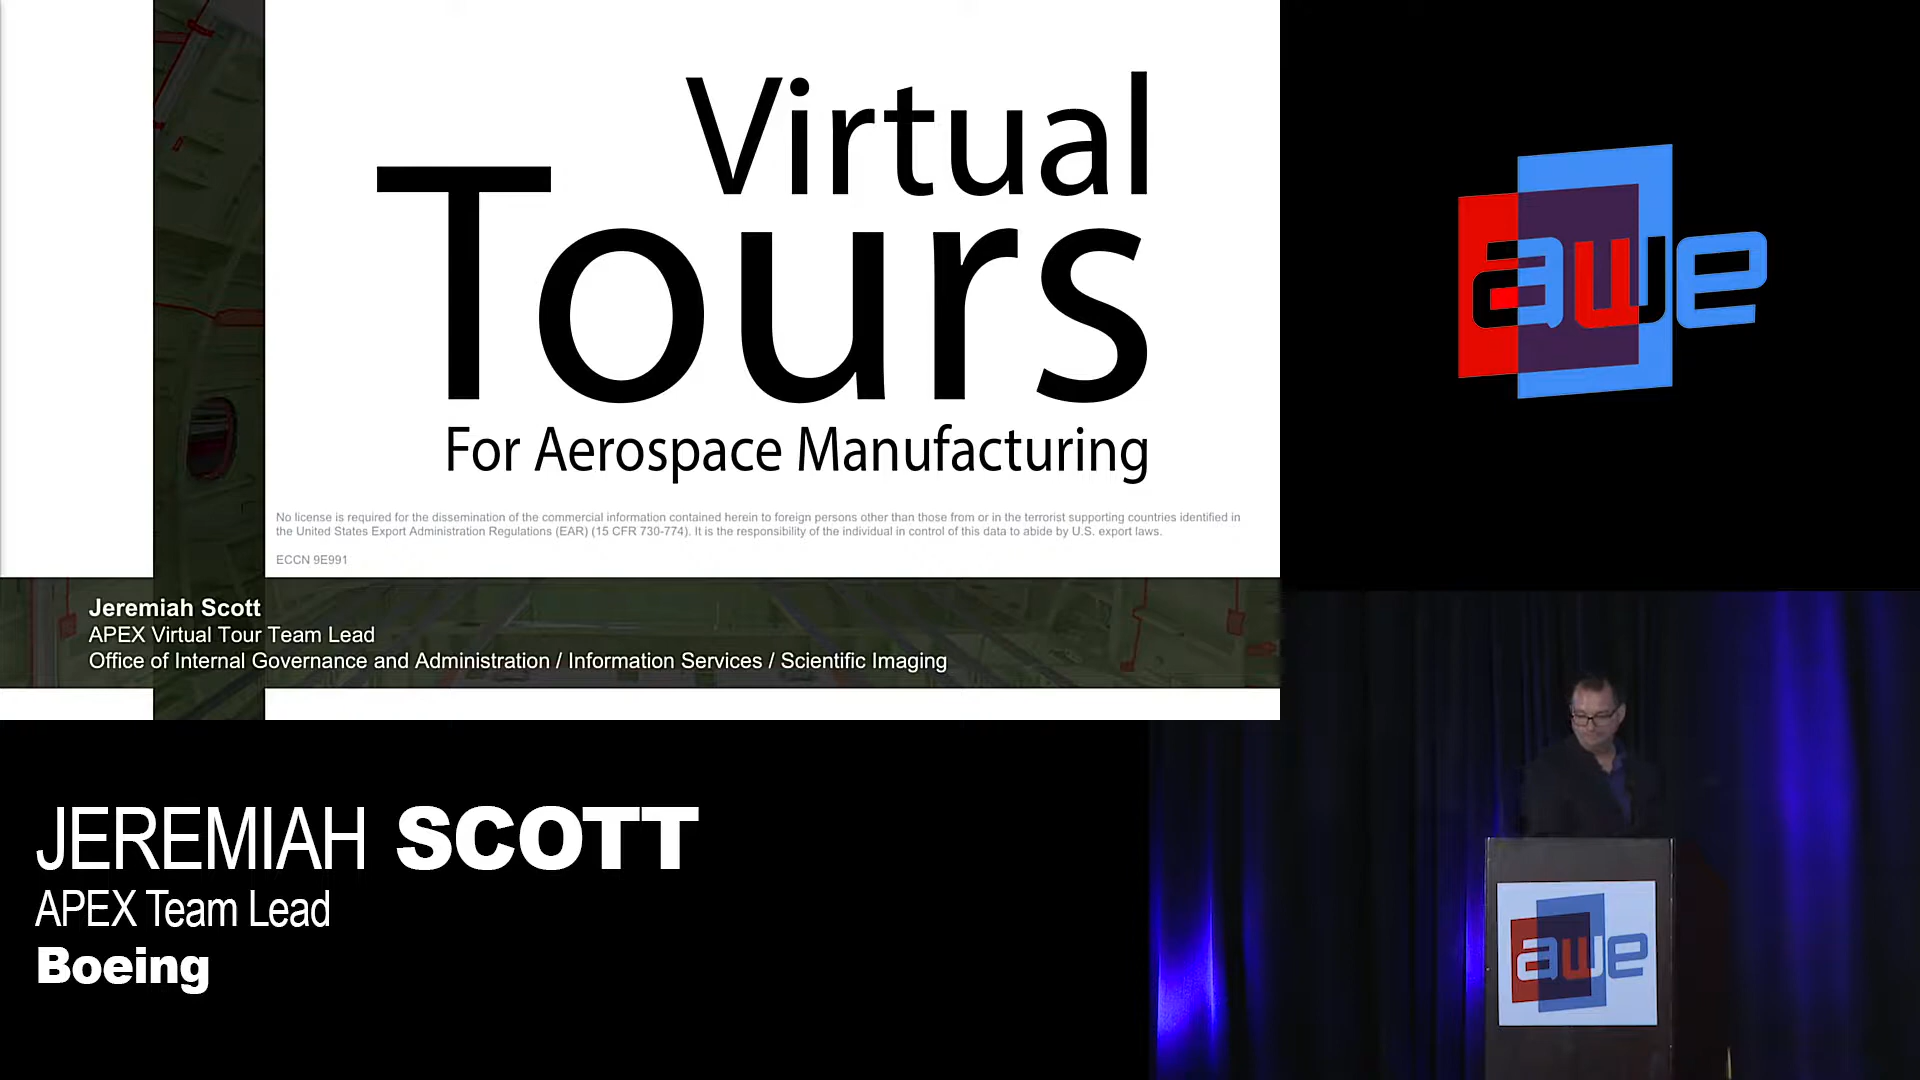 Virtual
Tours
For Aerospace Manufacturing
No license is required for the dissemination of the commercial information contained herein to foreign persons other than those from or in the terrorist supporting countries identified in
the United States Export Administration Regulations (EAR) (15 CFR 730-774). It is the responsibility of the individual in control of this data to abide by U.S. export laws.
ECCN 9E991
Jeremiah Scott
APEX Virtual Tour Team Lead
Office of Internal Governance and Administration / Information Services / Scientific Imaging
awe
JEREMIAH SCOTT
APEX Team Lead
Boeing
awe